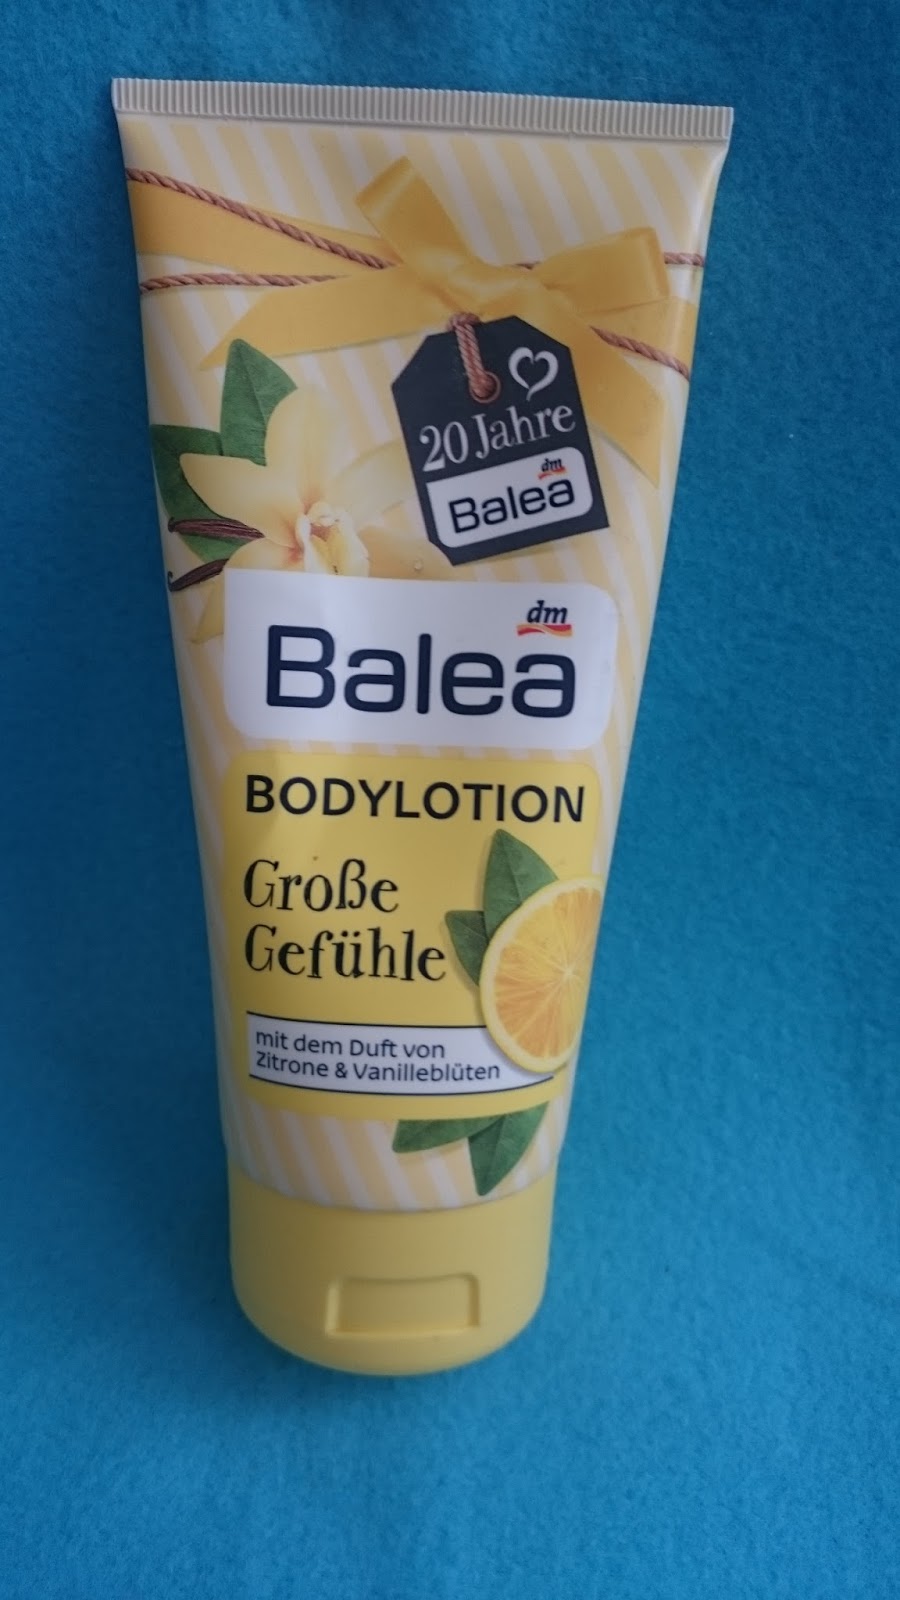 20 Jahre
dm
Balea
dm
Balea
BODYLOTION
Große
Gefühle
mit dem Duft von
Zitrone & Vanilleblüten